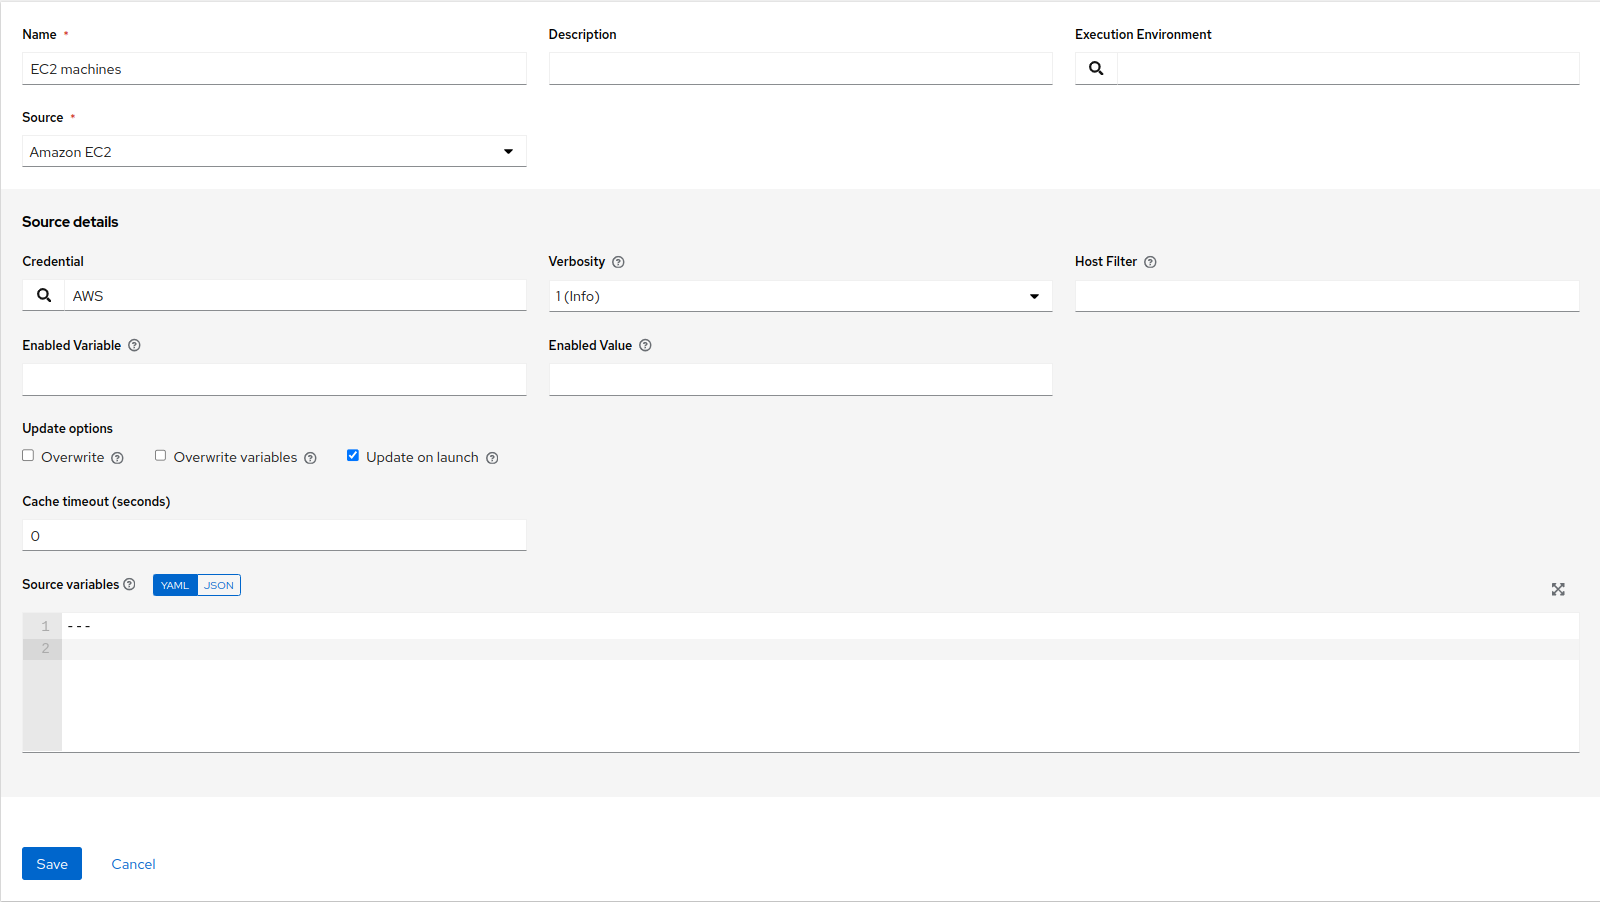 Name *
Description
Execution Environment
EC2 machines
Source *
Amazon EC2
Source details
Credential
Verbosity
Host Filter
AWS
1 (Info)
Enabled Variable
Enabled Value
Update options
Overwrite
Overwrite variables
Update on launch
Cache timeout (seconds)
0
Source variables
YAML
JSON
1
---
2
Save
Cancel